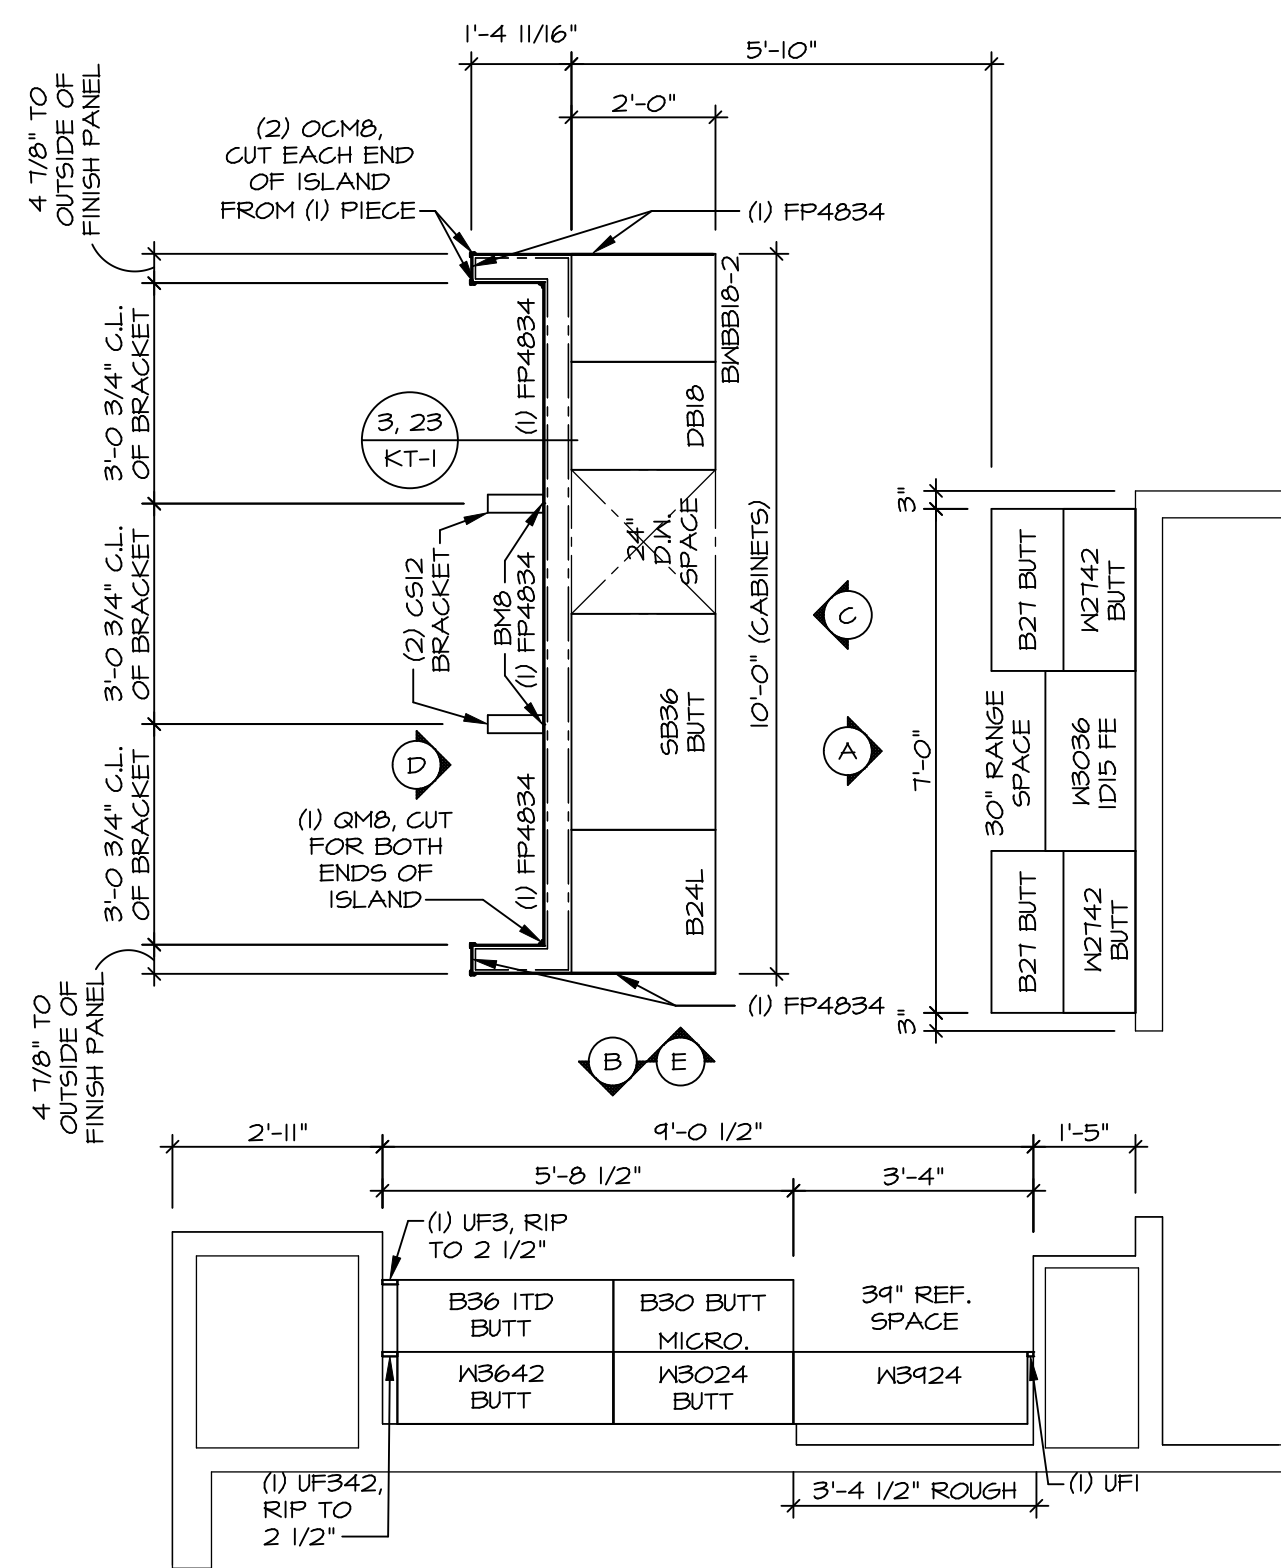 1'-4 11/16"
5'-10"
2'-0"
4 7/8" TO
OUTSIDE OF
FINISH PANEL
(2) OCM8,
CUT EACH END
OF ISLAND
FROM (1) PIECE
(1) FP4834
3'-0 3/4" C.L.
OF BRACKET
(1) FP4834
BWBB18-2
3, 23
KT-1
DB18
24"
D.W.
SPACE
3'-0 3/4" C.L.
OF BRACKET
(2) CS12
BRACKET
BM8
(1) FP4834
10'-0" (CABINETS)
SB36
BUTT
3'-0 3/4" C.L.
OF BRACKET
D
(1) QM8, CUT
FOR BOTH
ENDS OF
ISLAND
(1) FP4834
B24L
(1) FP4834
4 7/8" TO
OUTSIDE OF
FINISH PANEL
C
A
3"
7'-0"
3"
B27 BUTT
W2742
BUTT
30" RANGE
SPACE
W3036
1D15 FE
B27 BUTT
W2742
BUTT
B
E
2'-11"
9'-0 1/2"
1'-5"
5'-8 1/2"
3'-4"
(1) UF3, RIP
TO 2 1/2"
B36 1TD
BUTT
B30 BUTT
MICRO.
39" REF.
SPACE
W3642
BUTT
W3024
BUTT
W3924
(1) UF342,
RIP TO
2 1/2"
3'-4 1/2" ROUGH
(1) UF1